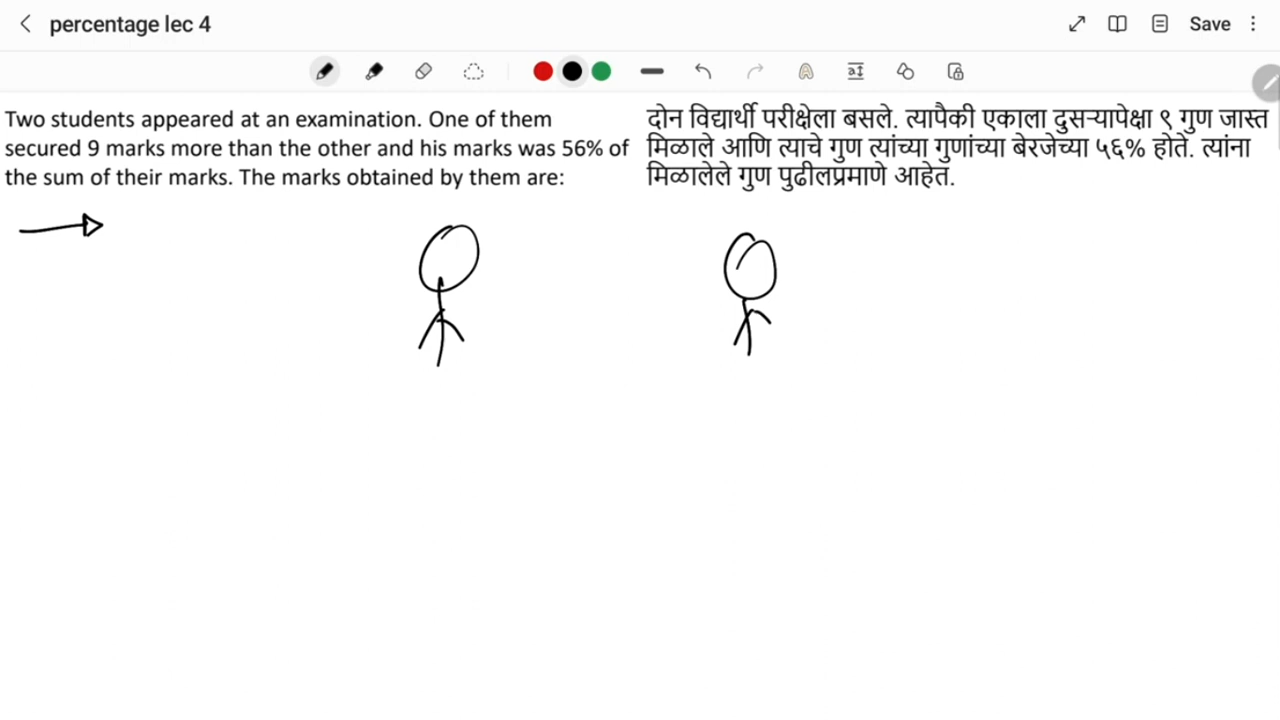 percentage lec 4
Save
Two students appeared at an examination. One of them
secured 9 marks more than the other and his marks was 56% of
the sum of their marks. The marks obtained by them are:
दोन विद्यार्थी परीक्षेला बसले. त्यापैकी एकाला दुसऱ्यापेक्षा ९ गुण जास्त
मिळाले आणि त्याचे गुण त्यांच्या गुणांच्या बेरजेच्या ५६% होते. त्यांना
मिळालेले गुण पुढीलप्रमाणे आहेत.